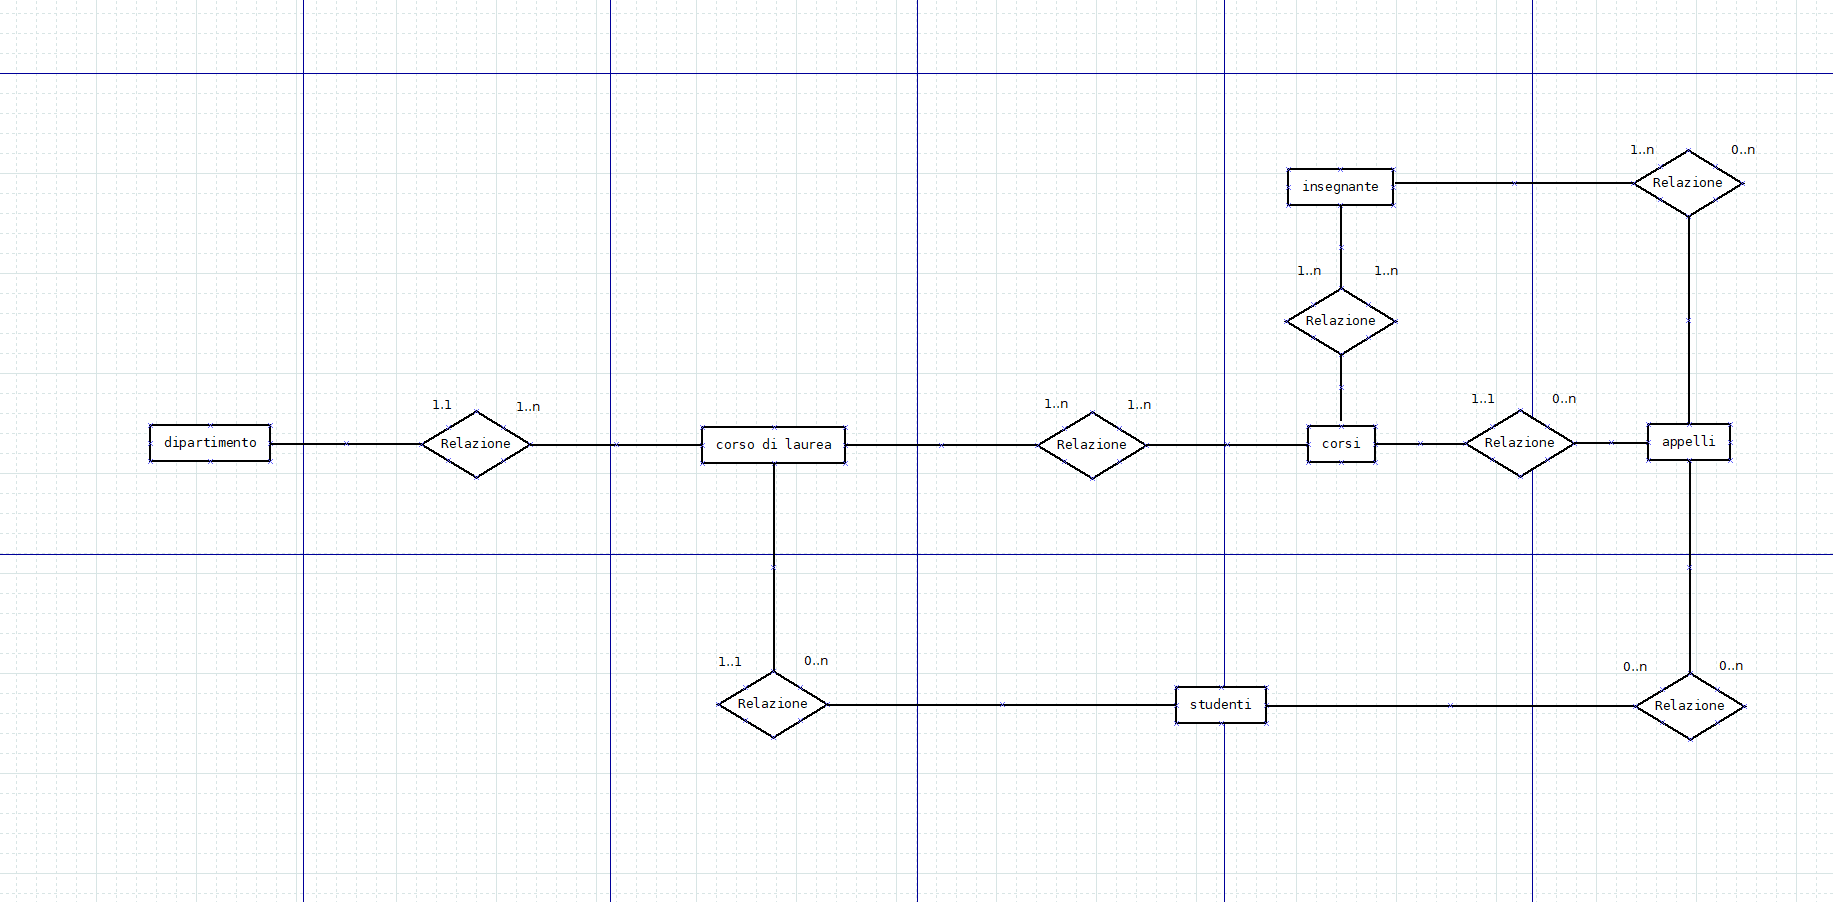 1..n
0..n
insegnante
Relazione
1..n
1..n
Relazione
1.1
1..n
1..n
1..n
1..1
0..n
dipartimento
Relazione
corso di laurea
Relazione
corsi
Relazione
appelli
1..1
0..n
0..n
0..n
Relazione
studenti
Relazione